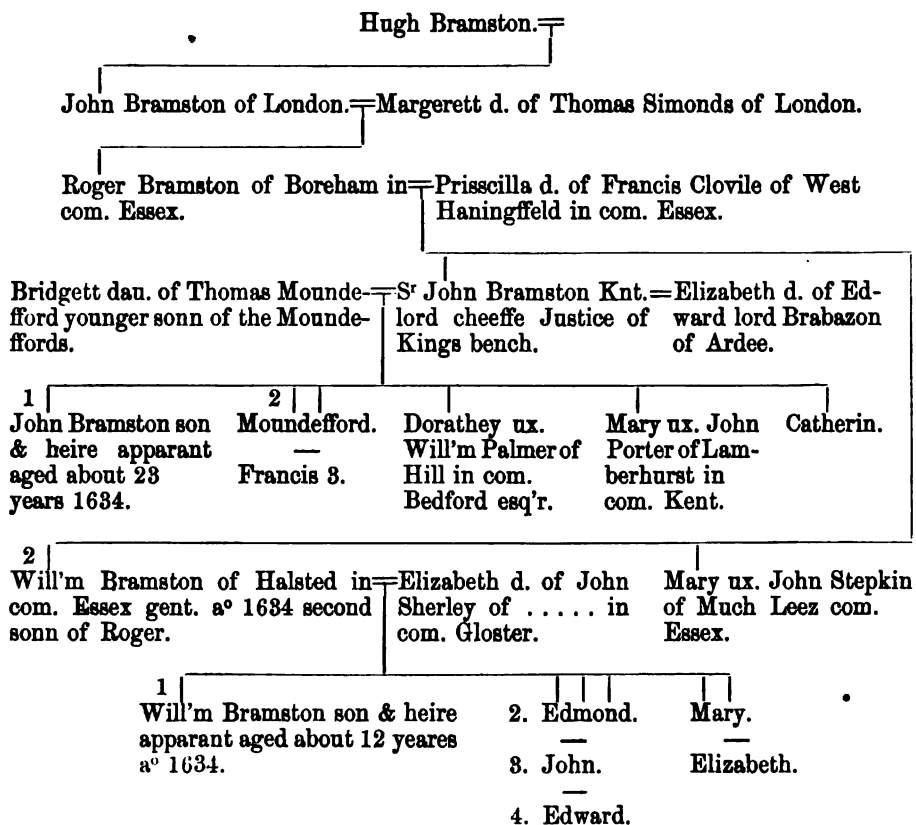 Hugh Bramston.
John Bramston of London.
Margerett d. of Thomas Simonds of London.
Roger Bramston of Boreham in
com. Essex.
Prisscilla d. of Francis Clovile of West
Haningffeld in com. Essex.
Bridgett dau. of Thomas Mounde-
fford younger sonn of the Mounde-
ffords.
Sr John Bramston Knt.
lord cheeffe Justice of
Kings bench.
Elizabeth d. of Ed-
ward lord Brabazon
of Ardee.
1
John Bramston son
& heire apparant
aged about 23
years 1634.
2
Moundefford.
Francis 3.
Dorathey ux.
Will'm Palmer of
Hill in com.
Bedford esq'r.
Mary ux. John
Porter of Lam-
berhurst in
com. Kent.
Catherin.
2
Will'm Bramston of Halsted in
com. Essex gent. ao 1634 second
sonn of Roger.
Elizabeth d. of John
Sherley of ..... in
com. Gloster.
Mary ux. John Stepkin
of Much Leez com.
Essex.
1
Will'm Bramston son & heire
apparant aged about 12 yeares
ao 1634.
2. Edmond.
3. John.
4. Edward.
Mary.
Elizabeth.